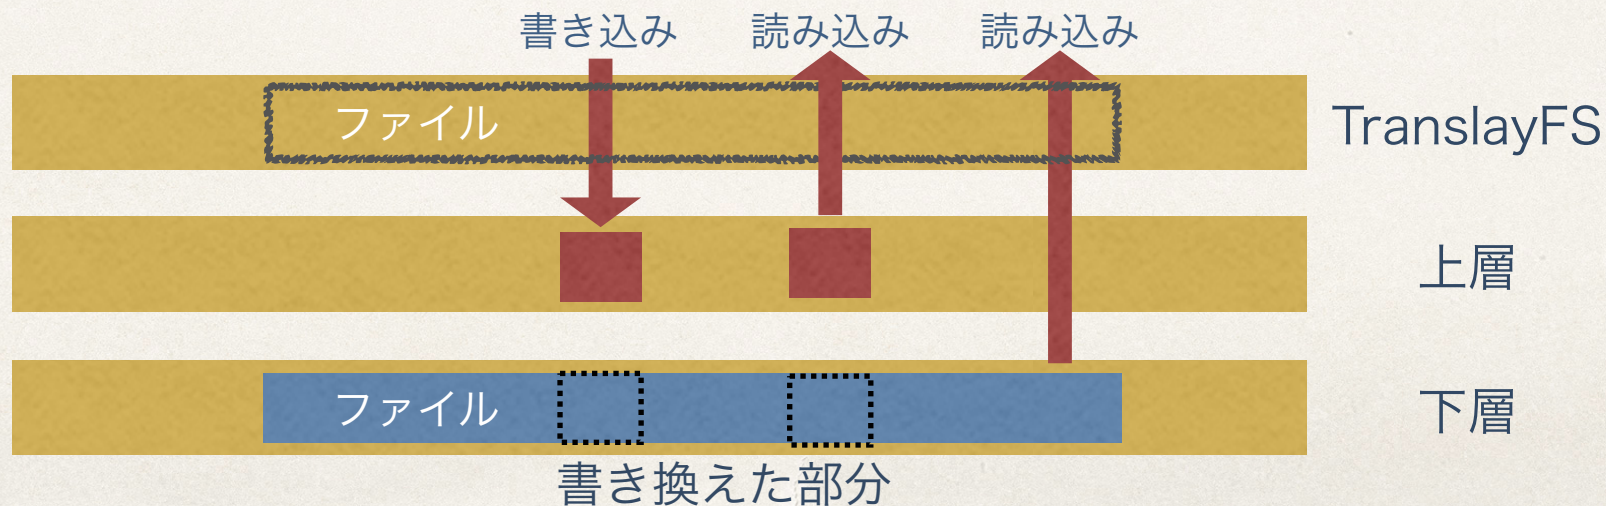 書き込み
読み込み
読み込み
ファイル
TranslayFS
上層
ファイル
下層
書き換えた部分